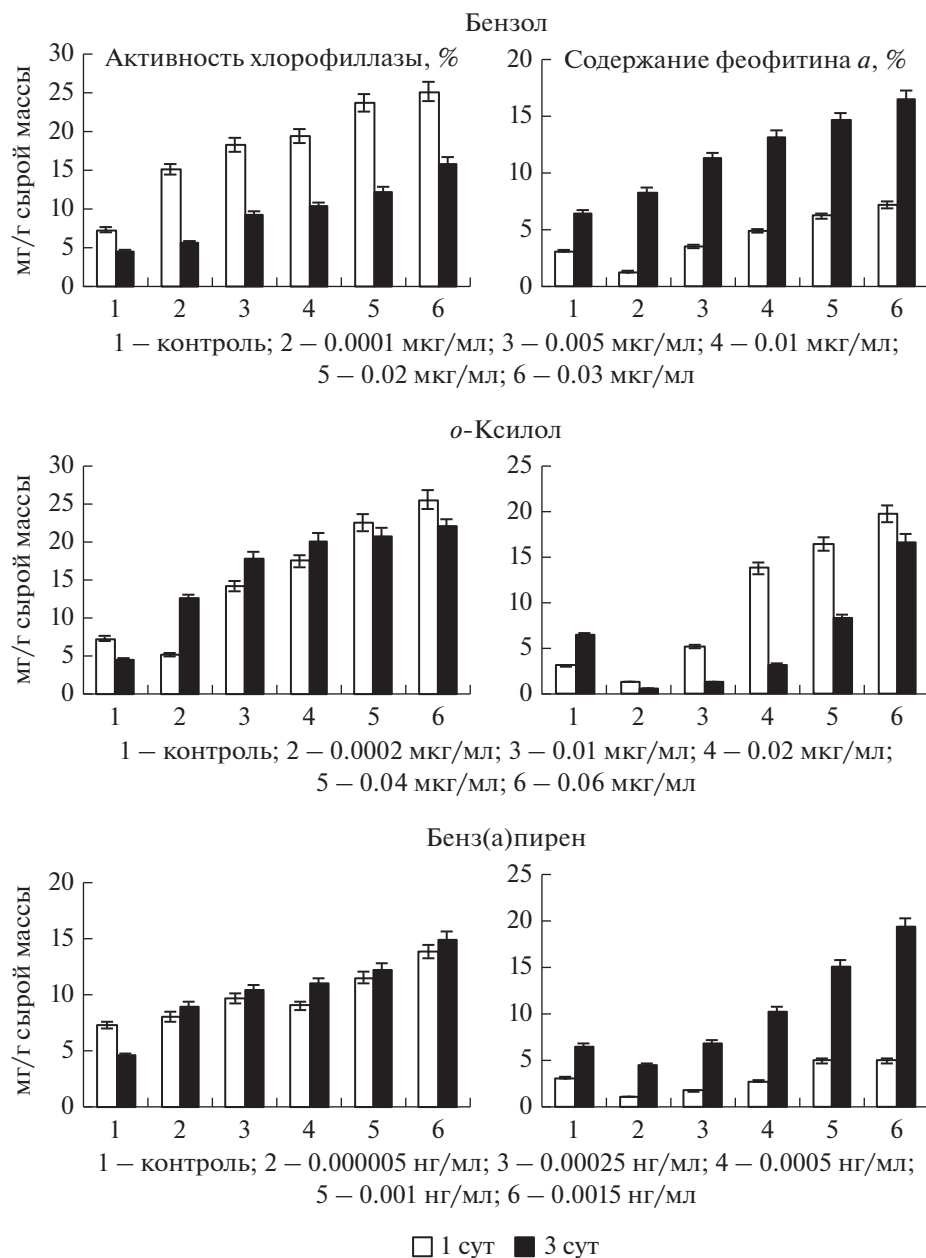 Бензол
Активность хлорофиллазы, %
Содержание феофитина a, %
мг/г сырой массы
30
25
20
15
10
5
0
1 2 3 4 5 6
20
15
10
5
0
1 2 3 4 5 6
1 – контроль; 2 – 0.0001 мкг/мл; 3 – 0.005 мкг/мл; 4 – 0.01 мкг/мл;
5 – 0.02 мкг/мл; 6 – 0.03 мкг/мл
o-Ксилол
мг/г сырой массы
30
25
20
15
10
5
0
1 2 3 4 5 6
25
20
15
10
5
0
1 2 3 4 5 6
1 – контроль; 2 – 0.0002 мкг/мл; 3 – 0.01 мкг/мл; 4 – 0.02 мкг/мл;
5 – 0.04 мкг/мл; 6 – 0.06 мкг/мл
Бенз(а)пирен
мг/г сырой массы
20
15
10
5
0
1 2 3 4 5 6
25
20
15
10
5
0
1 2 3 4 5 6
1 – контроль; 2 – 0.000005 нг/мл; 3 – 0.00025 нг/мл; 4 – 0.0005 нг/мл;
5 – 0.001 нг/мл; 6 – 0.0015 нг/мл
1 сут 3 сут